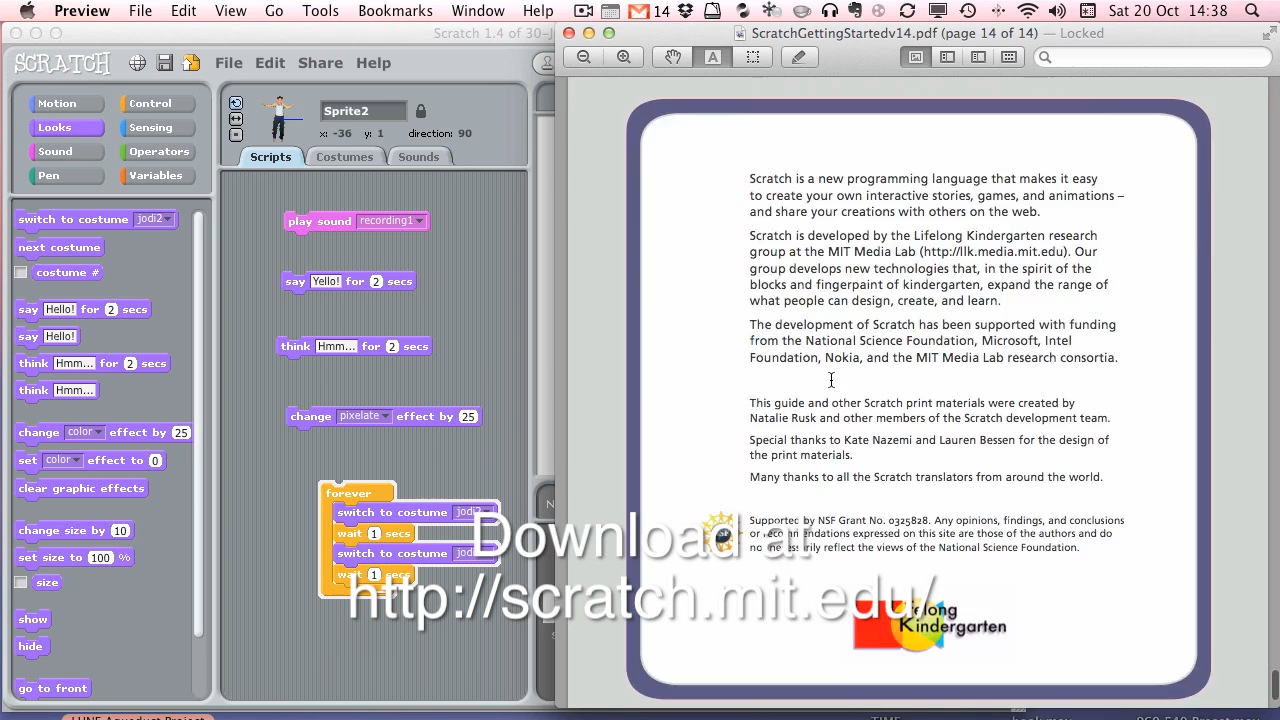 Preview File Edit View Go Tools Bookmarks Window Help
14
Sat 20 Oct 14:38
Scratch 1.4 of 30-J
SCRATCH
File Edit Share Help
Motion Control
Looks Sensing
Sound Operators
Pen Variables
switch to costume jodi2
next costume
costume #
say Hello! for 2 secs
say Hello!
think Hmm... for 2 secs
think Hmm...
change color effect by 25
set color effect to 0
clear graphic effects
change size by 10
set size to 100 %
size
show
hide
go to front
Sprite2
x: -36 y: 1 direction: 90
Scripts Costumes Sounds
play sound recording1
say Yello! for 2 secs
think Hmm... for 2 secs
change pixelate effect by 25
forever
switch to costume
wait 1 secs
switch to costume
wait 1 secs
ScratchGettingStartedv14.pdf (page 14 of 14) — Locked
Scratch is a new programming language that makes it easy
to create your own interactive stories, games, and animations –
and share your creations with others on the web.
Scratch is developed by the Lifelong Kindergarten research
group at the MIT Media Lab (http://llk.media.mit.edu). Our
group develops new technologies that, in the spirit of the
blocks and fingerpaint of kindergarten, expand the range of
what people can design, create, and learn.
The development of Scratch has been supported with funding
from the National Science Foundation, Microsoft, Intel
Foundation, Nokia, and the MIT Media Lab research consortia.
This guide and other Scratch print materials were created by
Natalie Rusk and other members of the Scratch development team.
Special thanks to Kate Nazemi and Lauren Bessen for the design of
the print materials.
Many thanks to all the Scratch translators from around the world.
Supported by NSF Grant No. 0325828. Any opinions, findings, and conclusions
or recommendations expressed on this site are those of the authors and do
no necessarily reflect the views of the National Science Foundation.
Lifelong
Kindergarten
Download at
http://scratch.mit.edu/